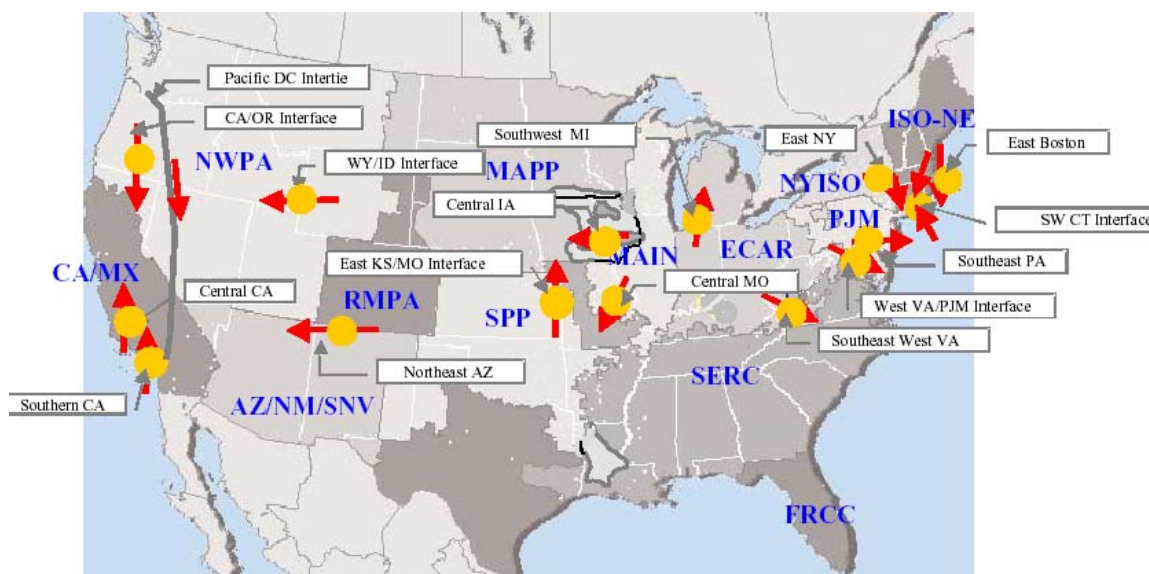 Pacific DC Intertie
CA/OR Interface
Southwest MI
East NY
ISO-NE
East Boston
NWPA
WY/ID Interface
MAPP
NYISO
Central IA
PJM
SW CT Interface
MAIN
ECAR
East KS/MO Interface
Southeast PA
CA/MX
Central CA
RMPA
Central MO
SPP
West VA/PJM Interface
Southeast West VA
Northeast AZ
SERC
Southern CA
AZ/NM/SNV
FRCC